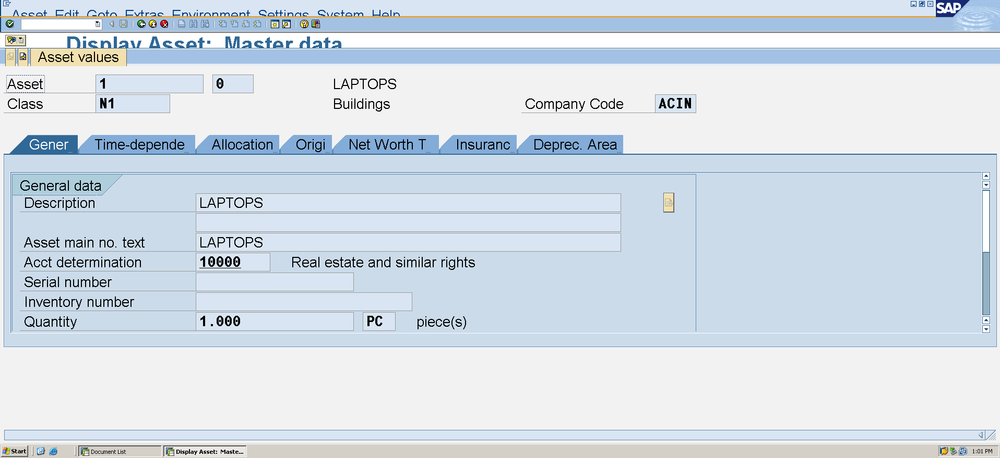 Asset Edit Goto Extras Environment Settings System Help
SAP
Display Asset: Master data
Asset values
Asset 1 0 LAPTOPS
Class N1 Buildings Company Code ACIN
Gener... Time-depende... Allocation... Origi... Net Worth T... Insuranc... Deprec. Area...
General data
Description LAPTOPS
Asset main no. text LAPTOPS
Acct determination 10000 Real estate and similar rights
Serial number
Inventory number
Quantity 1.000 PC piece(s)
Start Document List Display Asset: Maste... 1:01 PM